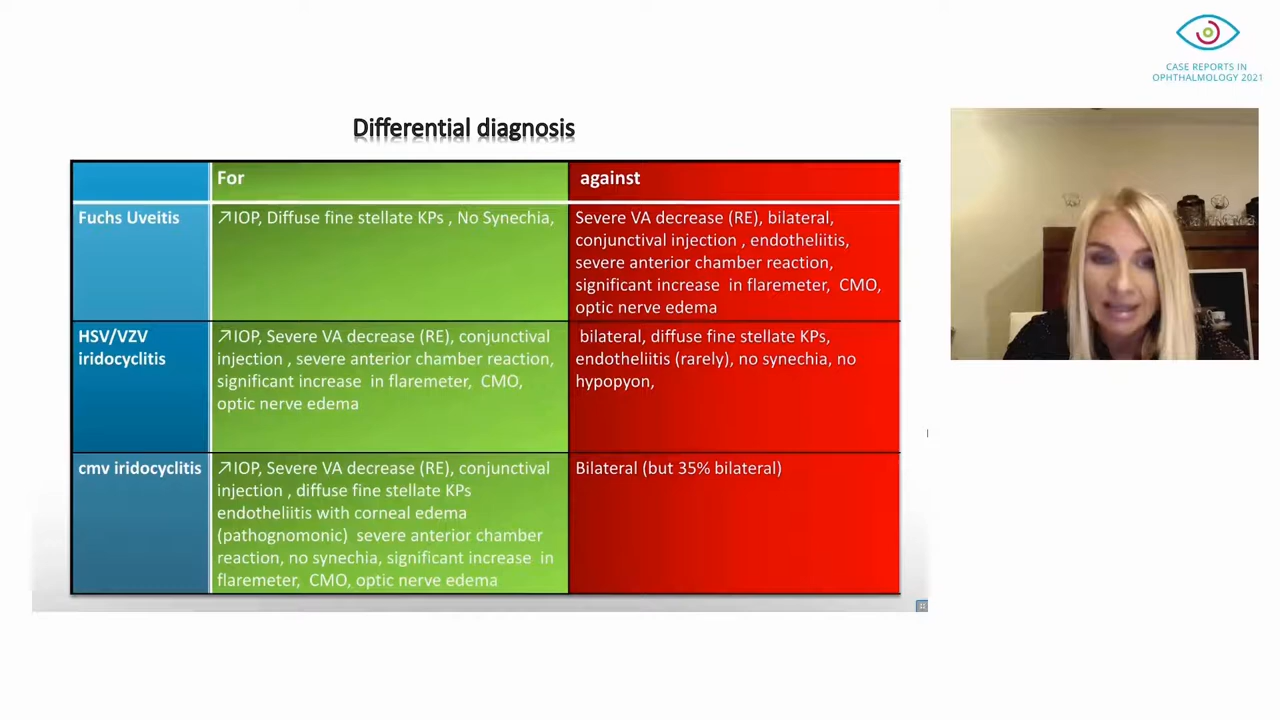 CASE REPORTS IN
OPHTHALMOLOGY 2021
Differential diagnosis
For
against
Fuchs Uveitis
↗IOP, Diffuse fine stellate KPs , No Synechia,
Severe VA decrease (RE), bilateral,
conjunctival injection , endotheliitis,
severe anterior chamber reaction,
significant increase in flaremeter, CMO,
optic nerve edema
HSV/VZV
iridocyclitis
↗IOP, Severe VA decrease (RE), conjunctival
injection , severe anterior chamber reaction,
significant increase in flaremeter, CMO,
optic nerve edema
bilateral, diffuse fine stellate KPs,
endotheliitis (rarely), no synechia, no
hypopyon,
cmv iridocyclitis
↗IOP, Severe VA decrease (RE), conjunctival
injection , diffuse fine stellate KPs
endotheliitis with corneal edema
(pathognomonic) severe anterior chamber
reaction, no synechia, significant increase in
flaremeter, CMO, optic nerve edema
Bilateral (but 35% bilateral)